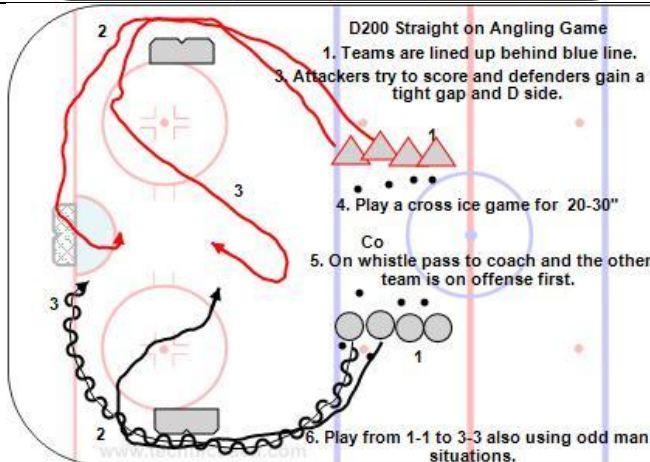 D200 Straight on Angling Game
1. Teams are lined up behind blue line.
3. Attackers try to score and defenders gain a
tight gap and D side.
2
1
3
4. Play a cross ice game for 20-30"
Co
5. On whistle pass to coach and the other
team is on offense first.
3
1
2
6. Play from 1-1 to 3-3 also using odd man
situations.